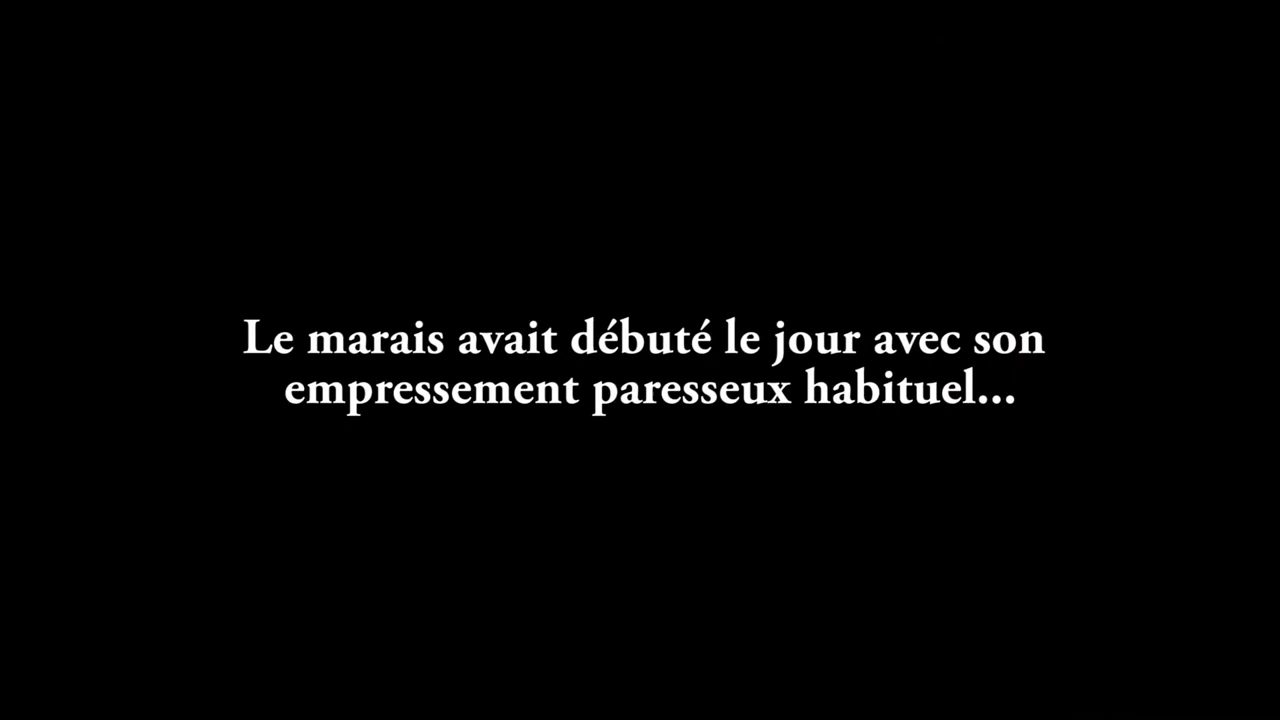 Le marais avait débuté le jour avec son
empressement paresseux habituel...